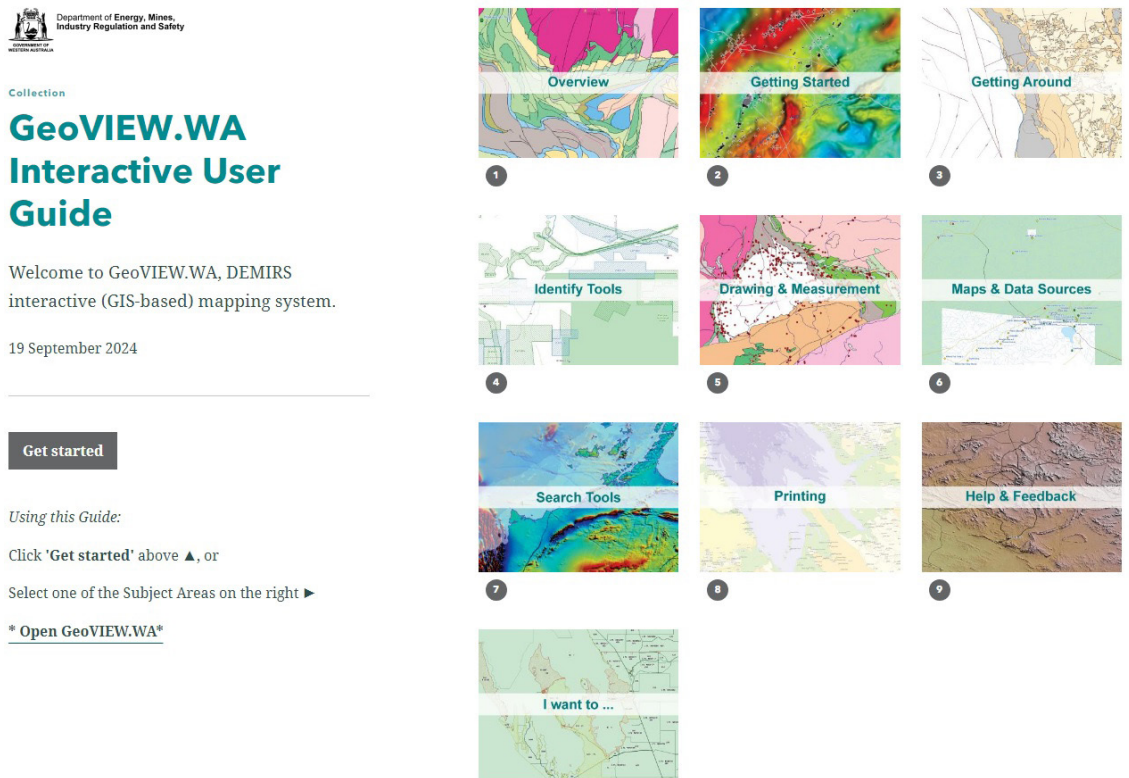 Department of Energy, Mines,
Industry Regulation and Safety
GOVERNMENT OF
WESTERN AUSTRALIA
Collection
GeoVIEW.WA
Interactive User
Guide
Welcome to GeoVIEW.WA, DEMIRS
interactive (GIS-based) mapping system.
19 September 2024
Get started
Using this Guide:
Click 'Get started' above ▲, or
Select one of the Subject Areas on the right ►
* Open GeoVIEW.WA*
Overview
1
Getting Started
2
Getting Around
3
Identify Tools
4
Drawing & Measurement
5
Maps & Data Sources
6
Search Tools
7
Printing
8
Help & Feedback
9
I want to ...